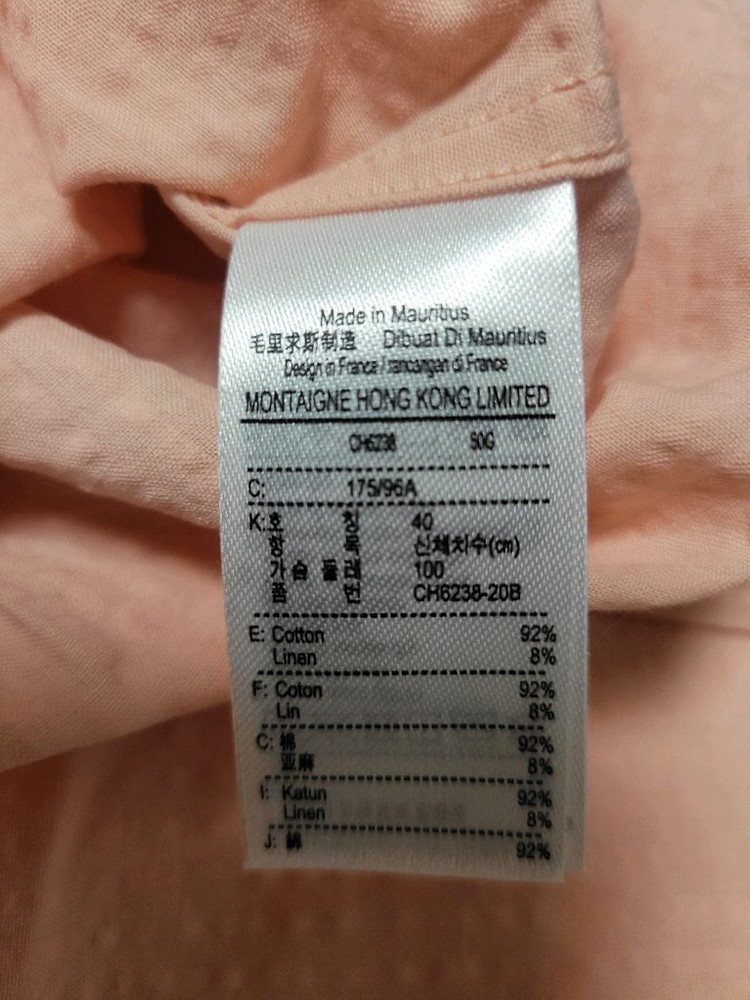 Made in Mauritius
毛里求斯制造 Dibuat Di Mauritius
Design in France / rancangan di France
MONTAIGNE HONG KONG LIMITED
CH6238 50G
C: 175/96A
K: 호 칭 40
항 목 신체치수(cm)
가 슴 둘 레 100
품 번 CH6238-20B
E: Cotton 92%
Linen 8%
F: Coton 92%
Lin 8%
C: 棉 92%
亚麻 8%
I: Katun 92%
Linen 8%
J: 綿 92%